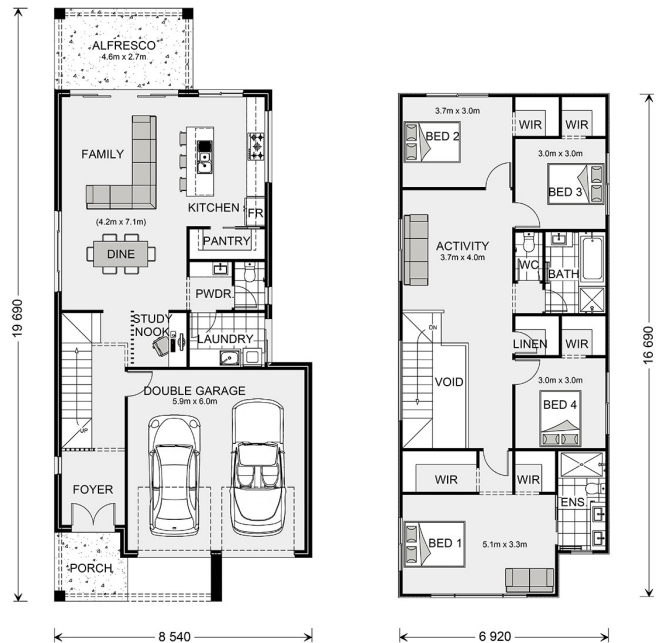 ALFRESCO
4.6m x 2.7m
FAMILY
KITCHEN
FR
(4.2m x 7.1m)
PANTRY
DINE
PWDR.
STUDY
NOOK
LAUNDRY
DOUBLE GARAGE
5.9m x 6.0m
UP
FOYER
PORCH
19 690
8 540
3.7m x 3.0m
BED 2
WIR
WIR
3.0m x 3.0m
BED 3
ACTIVITY
3.7m x 4.0m
WC
BATH
DN
LINEN
WIR
VOID
3.0m x 3.0m
BED 4
WIR
WIR
ENS.
BED 1
5.1m x 3.3m
16 690
6 920